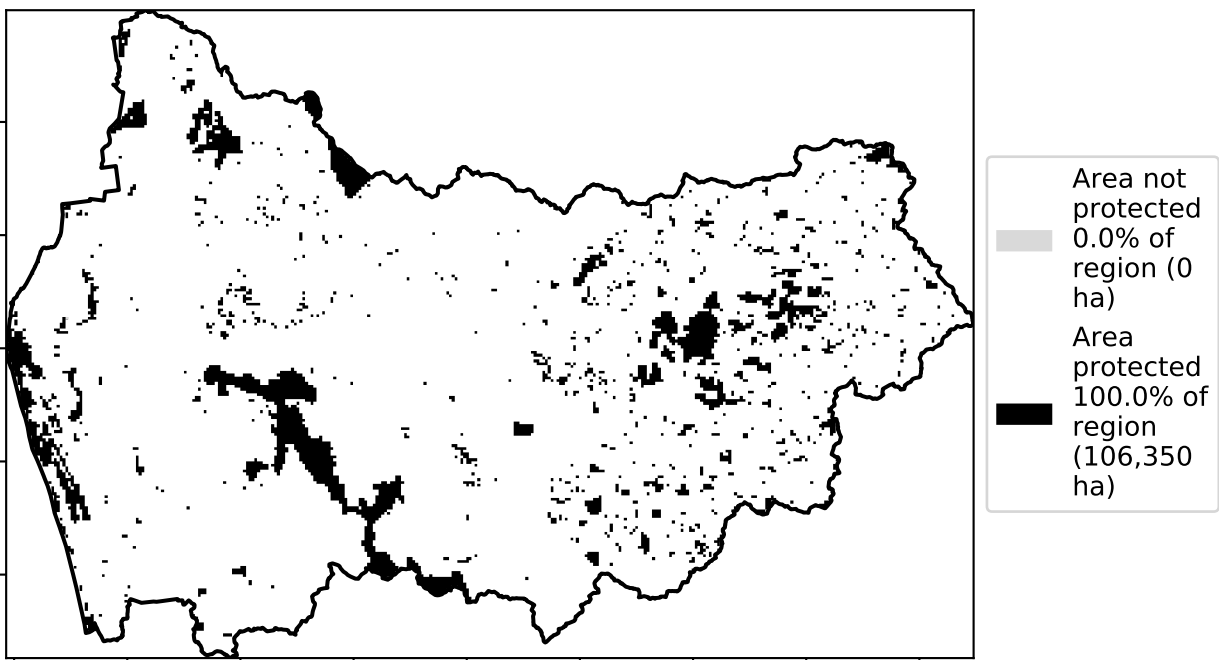 Area not
protected
0.0% of
region (0
ha)
Area
protected
100.0% of
region
(106,350
ha)